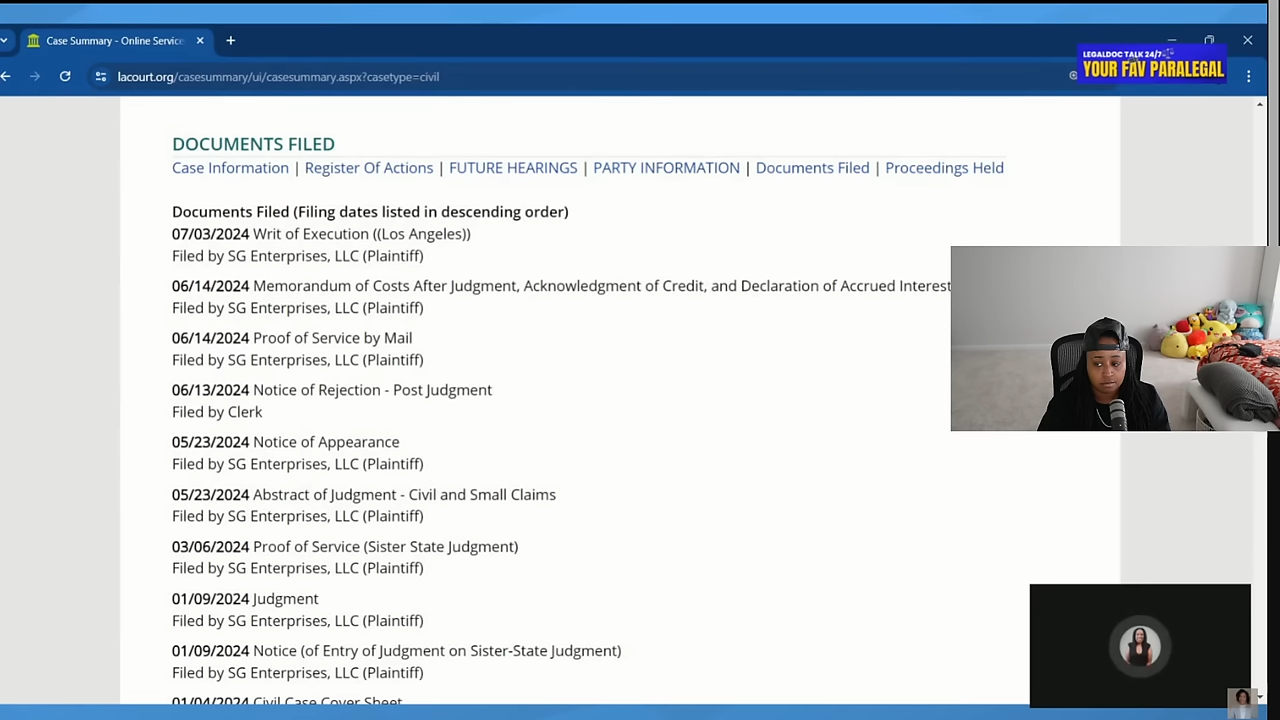 Case Summary - Online Service
LEGALDOC TALK 24/7
YOUR FAV PARALEGAL
lacourt.org/casesummary/ui/casesummary.aspx?casetype=civil
DOCUMENTS FILED
Case Information | Register Of Actions | FUTURE HEARINGS | PARTY INFORMATION | Documents Filed | Proceedings Held
Documents Filed (Filing dates listed in descending order)
07/03/2024 Writ of Execution ((Los Angeles))
Filed by SG Enterprises, LLC (Plaintiff)
06/14/2024 Memorandum of Costs After Judgment, Acknowledgment of Credit, and Declaration of Accrued Interest
Filed by SG Enterprises, LLC (Plaintiff)
06/14/2024 Proof of Service by Mail
Filed by SG Enterprises, LLC (Plaintiff)
06/13/2024 Notice of Rejection - Post Judgment
Filed by Clerk
05/23/2024 Notice of Appearance
Filed by SG Enterprises, LLC (Plaintiff)
05/23/2024 Abstract of Judgment - Civil and Small Claims
Filed by SG Enterprises, LLC (Plaintiff)
03/06/2024 Proof of Service (Sister State Judgment)
Filed by SG Enterprises, LLC (Plaintiff)
01/09/2024 Judgment
Filed by SG Enterprises, LLC (Plaintiff)
01/09/2024 Notice (of Entry of Judgment on Sister-State Judgment)
Filed by SG Enterprises, LLC (Plaintiff)
01/04/2024 Civil Case Cover Sheet